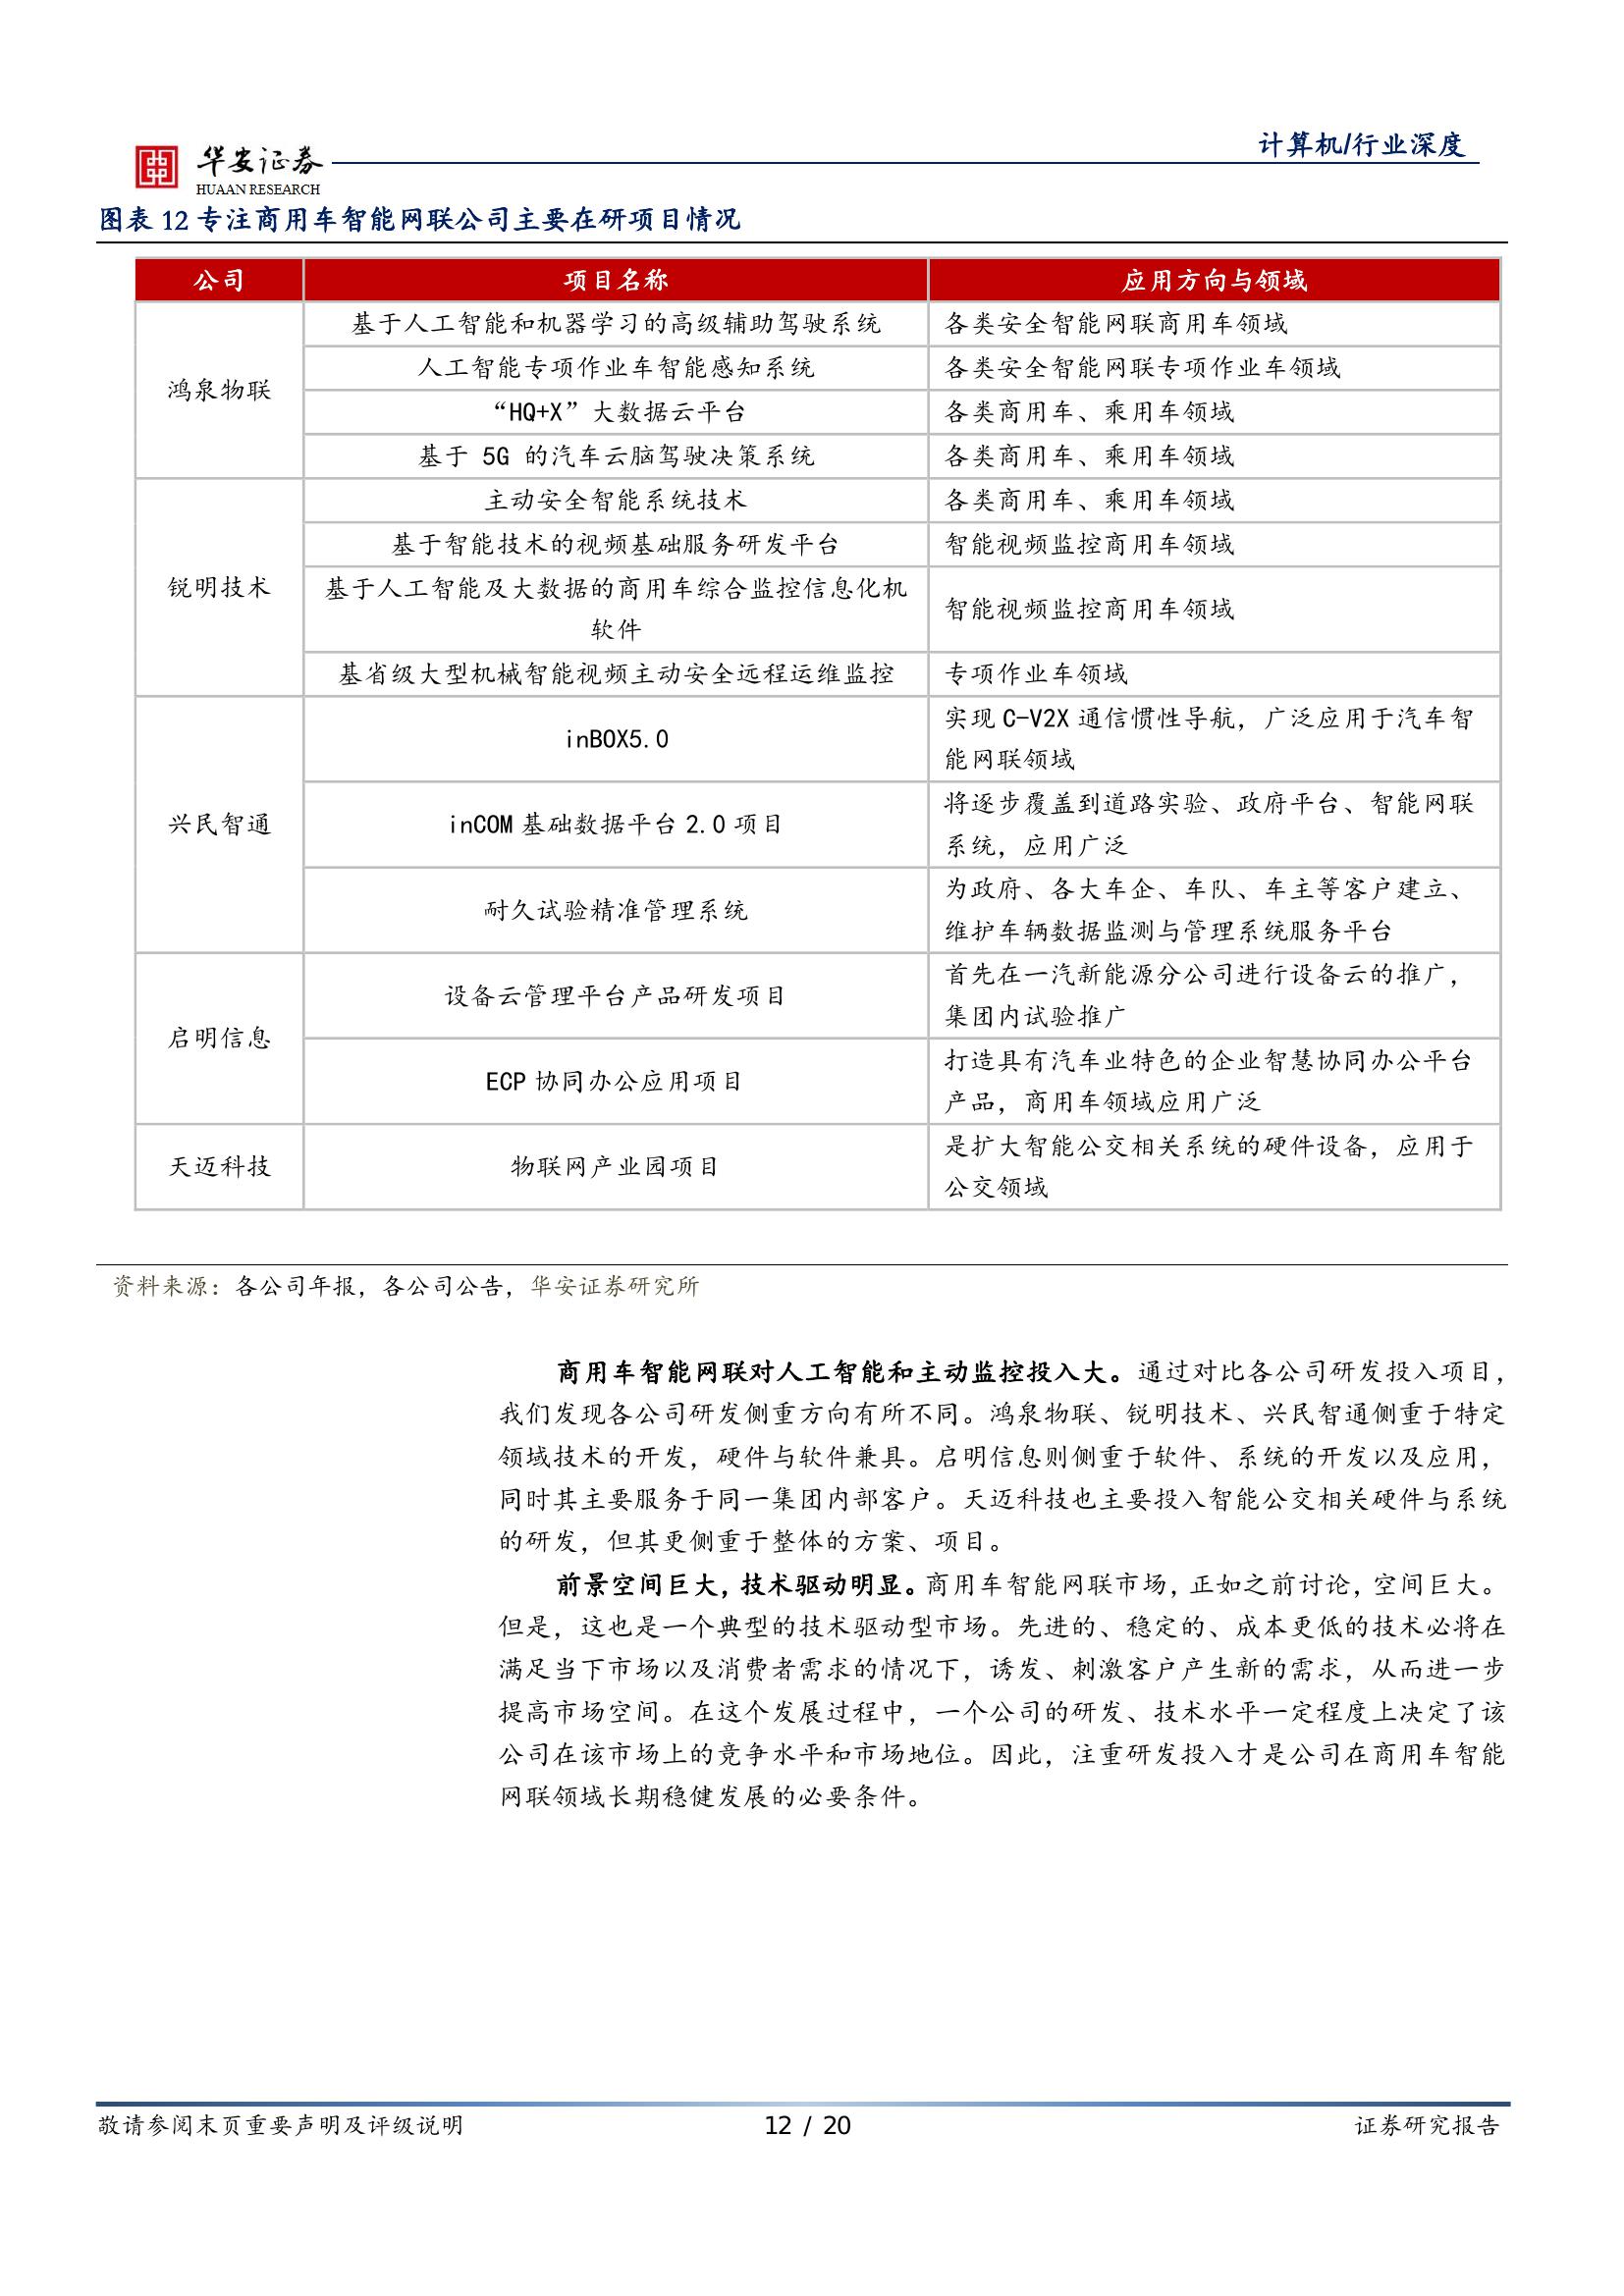 计算机/行业深度
华安证券
HUAAN RESEARCH
图表 12 专注商用车智能网联公司主要在研项目情况
公司 项目名称 应用方向与领域
鸿泉物联
基于人工智能和机器学习的高级辅助驾驶系统 各类安全智能网联商用车领域
人工智能专项作业车智能感知系统 各类安全智能网联专项作业车领域
“HQ+X”大数据云平台 各类商用车、乘用车领域
基于 5G 的汽车云脑驾驶决策系统 各类商用车、乘用车领域
锐明技术
主动安全智能系统技术 各类商用车、乘用车领域
基于智能技术的视频基础服务研发平台 智能视频监控商用车领域
基于人工智能及大数据的商用车综合监控信息化机
软件
智能视频监控商用车领域
基省级大型机械智能视频主动安全远程运维监控 专项作业车领域
兴民智通
inBOX5.0
实现 C-V2X 通信惯性导航，广泛应用于汽车智
能网联领域
inCOM 基础数据平台 2.0 项目
将逐步覆盖到道路实验、政府平台、智能网联
系统，应用广泛
耐久试验精准管理系统
为政府、各大车企、车队、车主等客户建立、
维护车辆数据监测与管理系统服务平台
启明信息
设备云管理平台产品研发项目
首先在一汽新能源分公司进行设备云的推广，
集团内试验推广
ECP 协同办公应用项目
打造具有汽车业特色的企业智慧协同办公平台
产品，商用车领域应用广泛
天迈科技
物联网产业园项目
是扩大智能公交相关系统的硬件设备，应用于
公交领域
资料来源：各公司年报，各公司公告，华安证券研究所
商用车智能网联对人工智能和主动监控投入大。通过对比各公司研发投入项目，
我们发现各公司研发侧重方向有所不同。鸿泉物联、锐明技术、兴民智通侧重于特定
领域技术的开发，硬件与软件兼具。启明信息则侧重于软件、系统的开发以及应用，
同时其主要服务于同一集团内部客户。天迈科技也主要投入智能公交相关硬件与系统
的研发，但其更侧重于整体的方案、项目。
前景空间巨大，技术驱动明显。商用车智能网联市场，正如之前讨论，空间巨大。
但是，这也是一个典型的技术驱动型市场。先进的、稳定的、成本更低的技术必将在
满足当下市场以及消费者需求的情况下，诱发、刺激客户产生新的需求，从而进一步
提高市场空间。在这个发展过程中，一个公司的研发、技术水平一定程度上决定了该
公司在该市场上的竞争水平和市场地位。因此，注重研发投入才是公司在商用车智能
网联领域长期稳健发展的必要条件。
敬请参阅末页重要声明及评级说明 12 / 20 证券研究报告